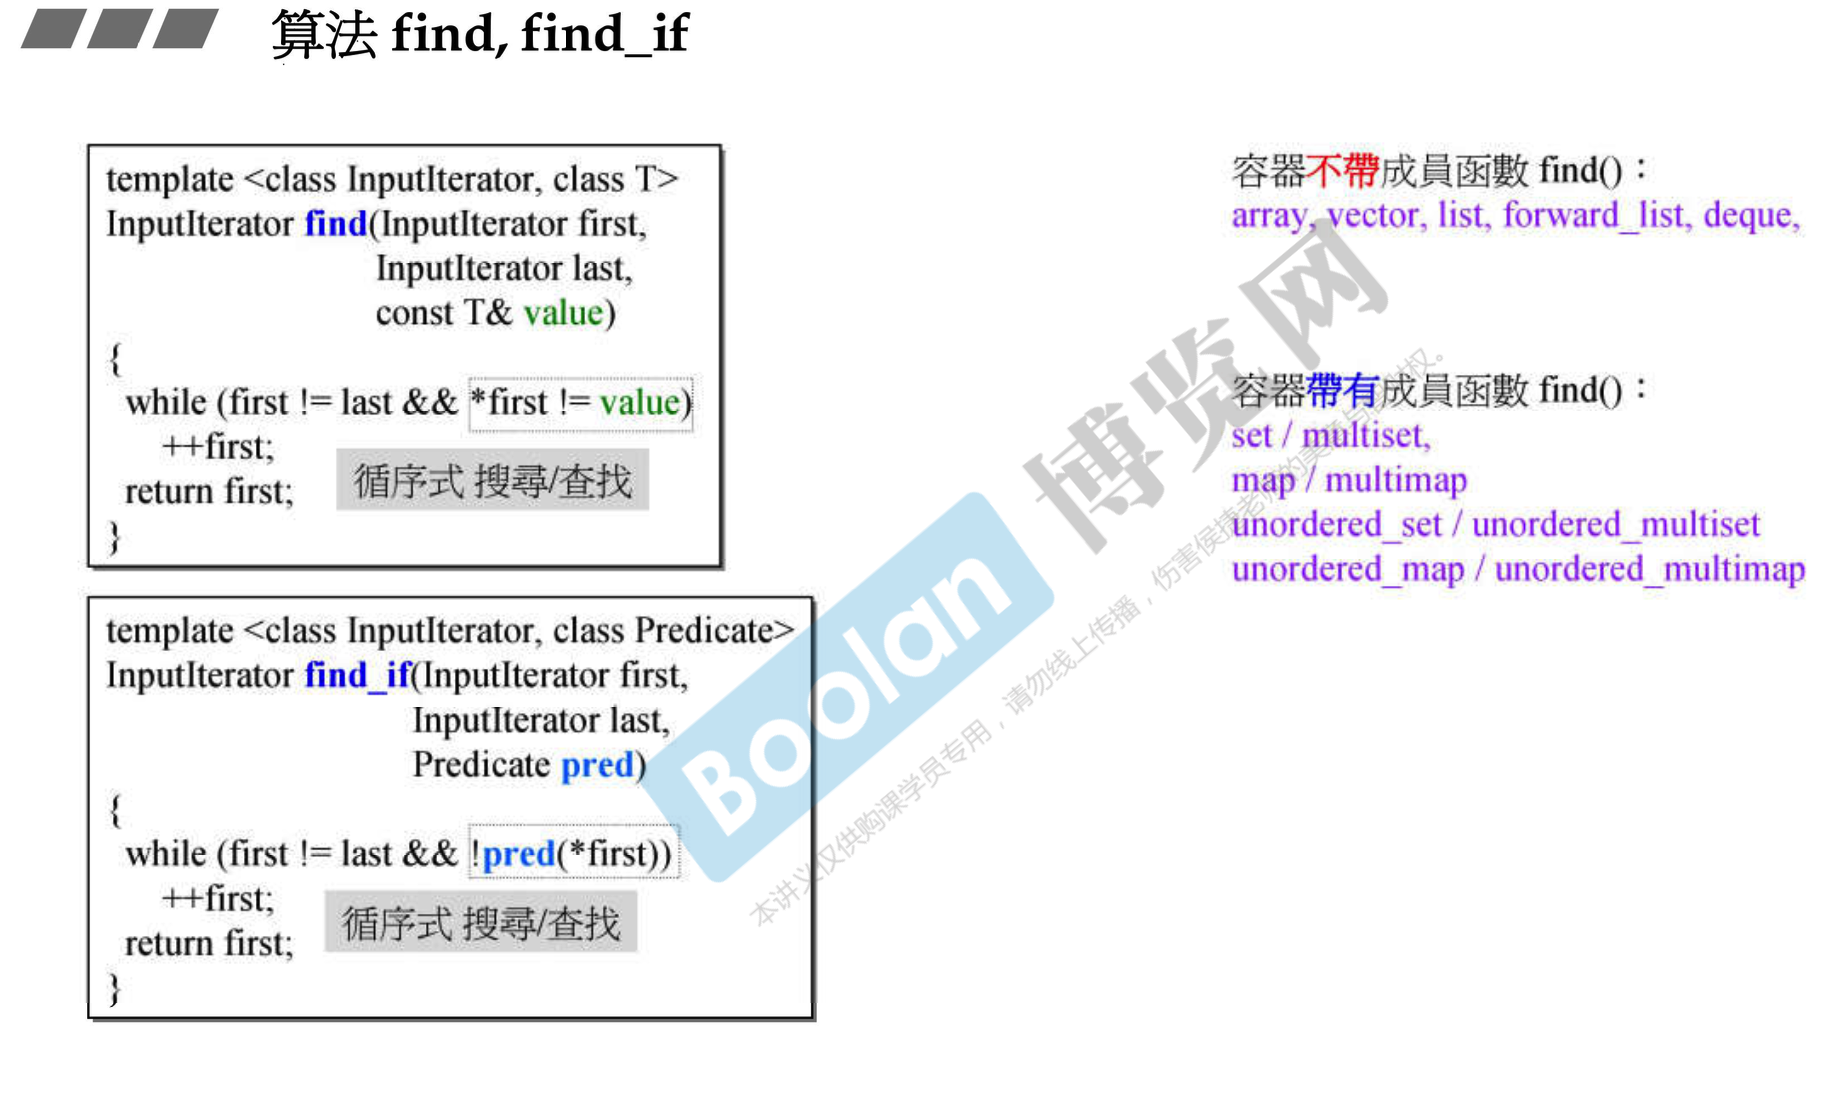 算法 find, find_if
template <class InputIterator, class T>
InputIterator find(InputIterator first,
InputIterator last,
const T& value)
{
while (first != last && *first != value)
++first;
return first;
}
循序式 搜尋/查找
template <class InputIterator, class Predicate>
InputIterator find_if(InputIterator first,
InputIterator last,
Predicate pred)
{
while (first != last && !pred(*first))
++first;
return first;
}
循序式 搜尋/查找
容器不帶成員函數 find()：
array, vector, list, forward_list, deque,
容器帶有成員函數 find()：
set / multiset,
map / multimap
unordered_set / unordered_multiset
unordered_map / unordered_multimap
Boolan 博览网
本讲义仅供购课学员专用，请勿线上传播，伤害侯捷老师的美意与授权。